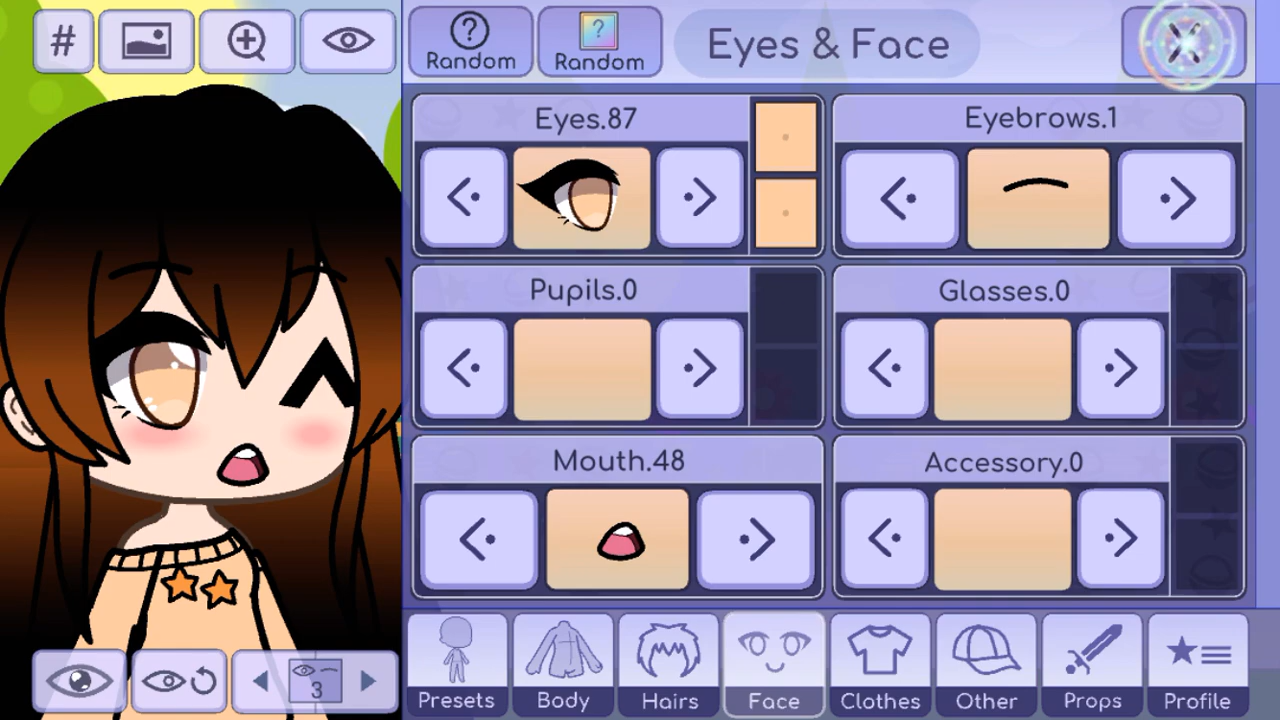 #
Random
Random
Eyes & Face
Eyes.87
Eyebrows.1
Pupils.0
Glasses.0
Mouth.48
Accessory.0
3
Presets
Body
Hairs
Face
Clothes
Other
Props
Profile